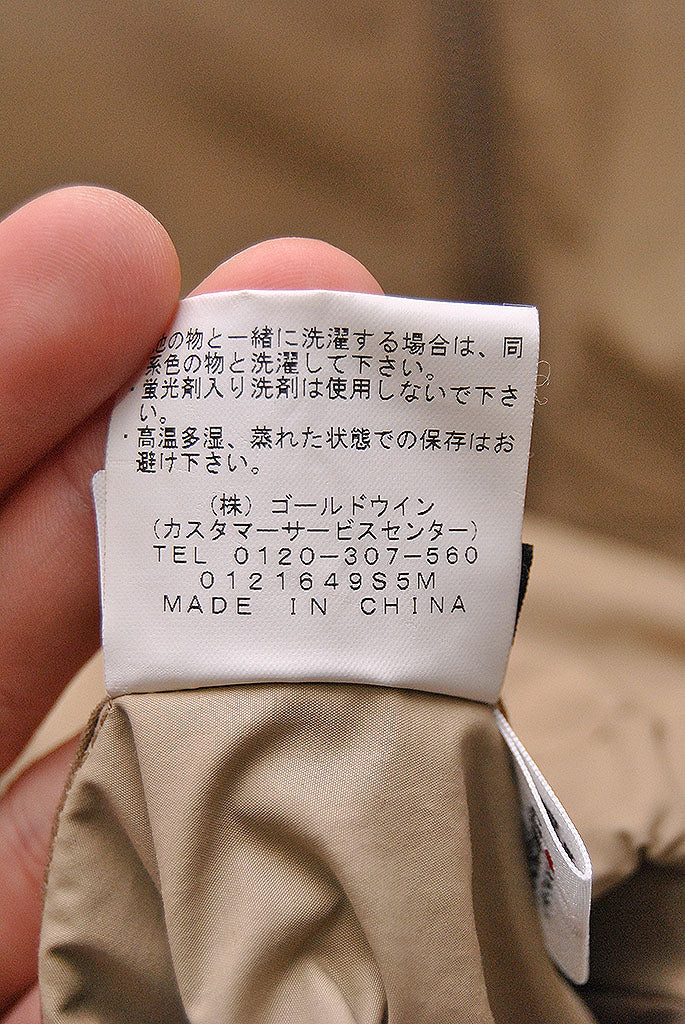 の物と一緒に洗濯する場合は、同
系色の物と洗濯して下さい。
・蛍光剤入り洗剤は使用しないで下さ
い。
・高温多湿、蒸れた状態での保存はお
避け下さい。
(株)ゴールドウイン
(カスタマーサービスセンター)
TEL 0120-307-560
0121649S5M
MADE IN CHINA